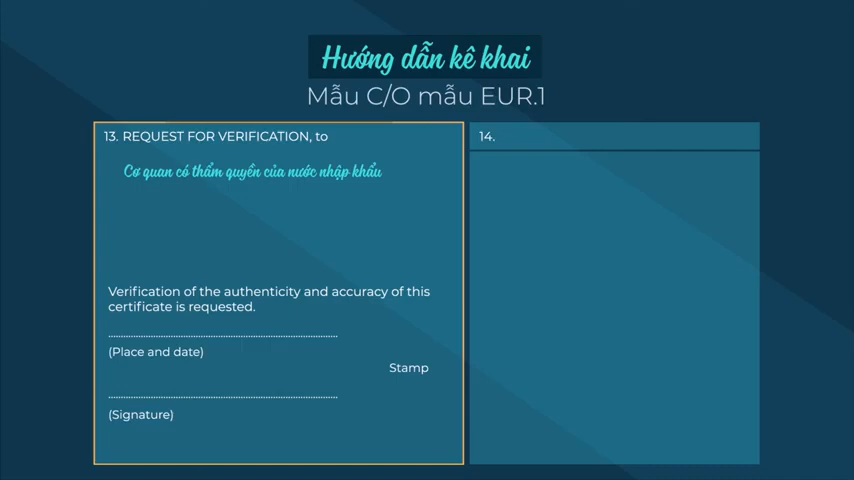 Hướng dẫn kê khai
Mẫu C/O mẫu EUR.1
13. REQUEST FOR VERIFICATION, to
Cơ quan có thẩm quyền của nước nhập khẩu
Verification of the authenticity and accuracy of this
certificate is requested.
(Place and date)
Stamp
(Signature)
14.